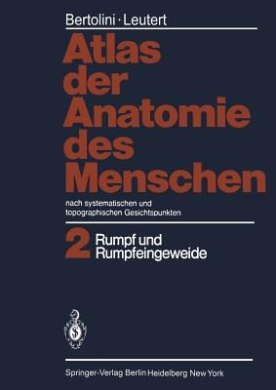 Bertolini · Leutert
Atlas
der
Anatomie
des
Menschen
nach systematischen und
topographischen Gesichtspunkten
2 Rumpf und
Rumpfeingeweide
Springer-Verlag Berlin Heidelberg New York